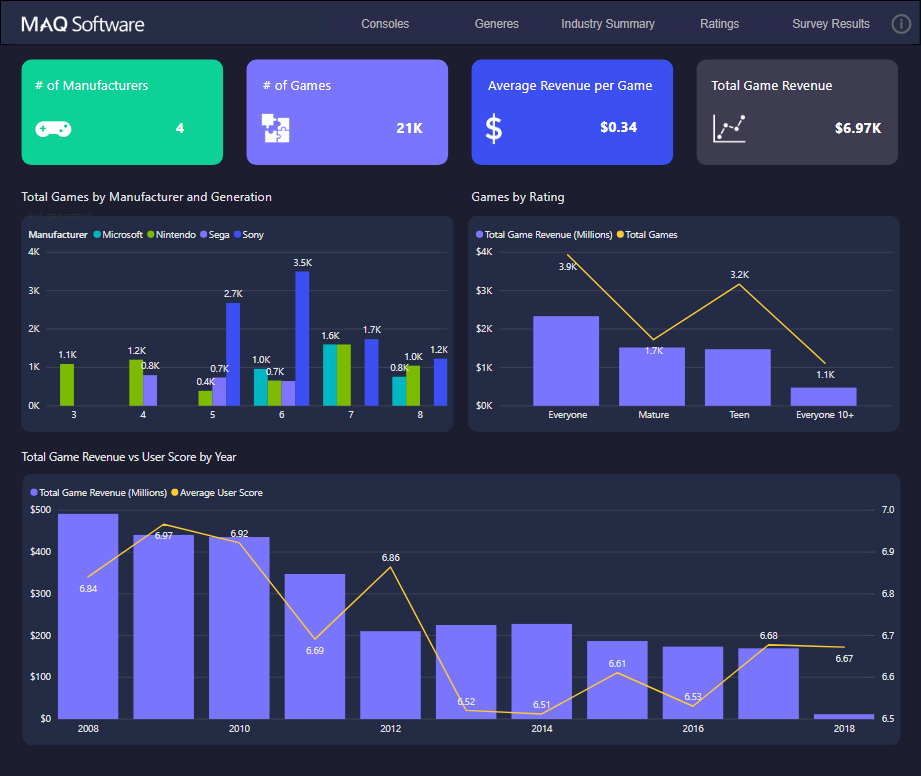 MAQ Software
Consoles
Generes
Industry Summary
Ratings
Survey Results
i
# of Manufacturers
4
# of Games
21K
Average Revenue per Game
$
$0.34
Total Game Revenue
$6.97K
Total Games by Manufacturer and Generation
Manufacturer Microsoft Nintendo Sega Sony
4K
3K
2K
1K
0K
1.1K
1.2K
0.8K
0.4K
0.7K
2.7K
1.0K
0.7K
3.5K
1.6K
1.7K
0.8K
1.0K
1.2K
3 4 5 6 7 8
Games by Rating
Total Game Revenue (Millions) Total Games
$4K
$3K
$2K
$1K
$0K
3.9K
1.7K
3.2K
1.1K
Everyone Mature Teen Everyone 10+
Total Game Revenue vs User Score by Year
Total Game Revenue (Millions) Average User Score
$500
$400
$300
$200
$100
$0
6.84
6.97
6.92
6.69
6.86
6.52
6.51
6.61
6.53
6.68
6.67
7.0
6.9
6.8
6.7
6.6
6.5
2008 2010 2012 2014 2016 2018